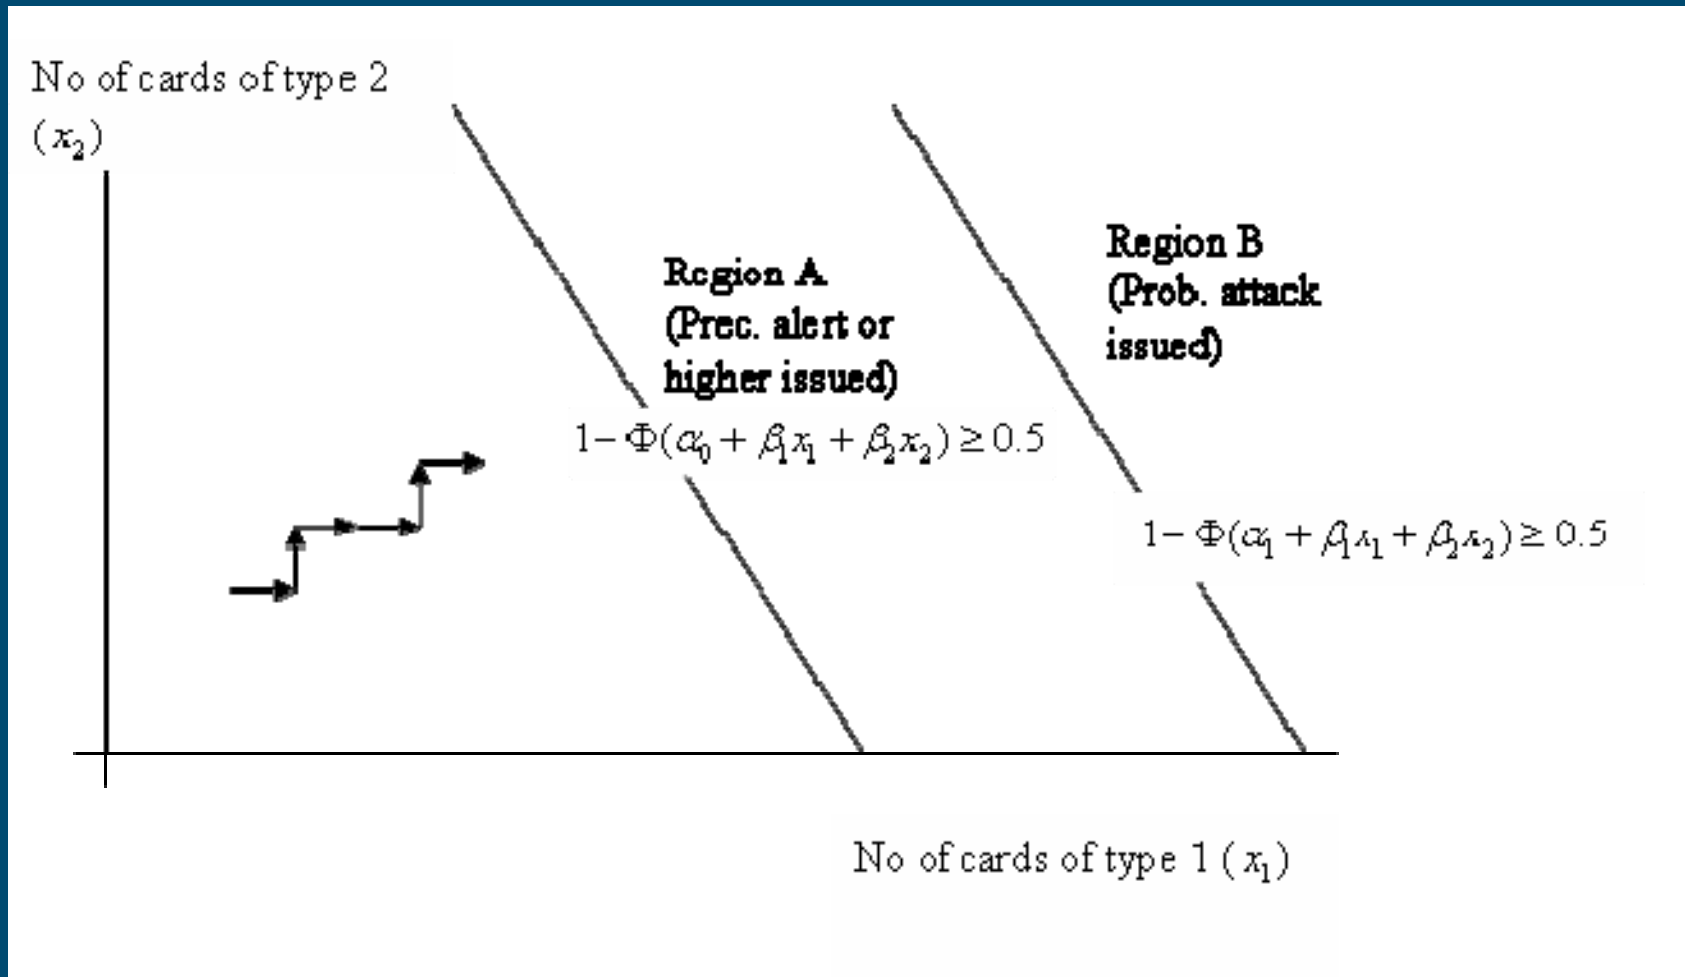 No of cards of type 2
(x₂)
Region A
(Prec. alert or
higher issued)
1− Φ(α₀ + β₁x₁ + β₂x₂) ≥ 0.5
Region B
(Prob. attack
issued)
1− Φ(α₁ + β₁x₁ + β₂x₂) ≥ 0.5
No of cards of type 1 (x₁)